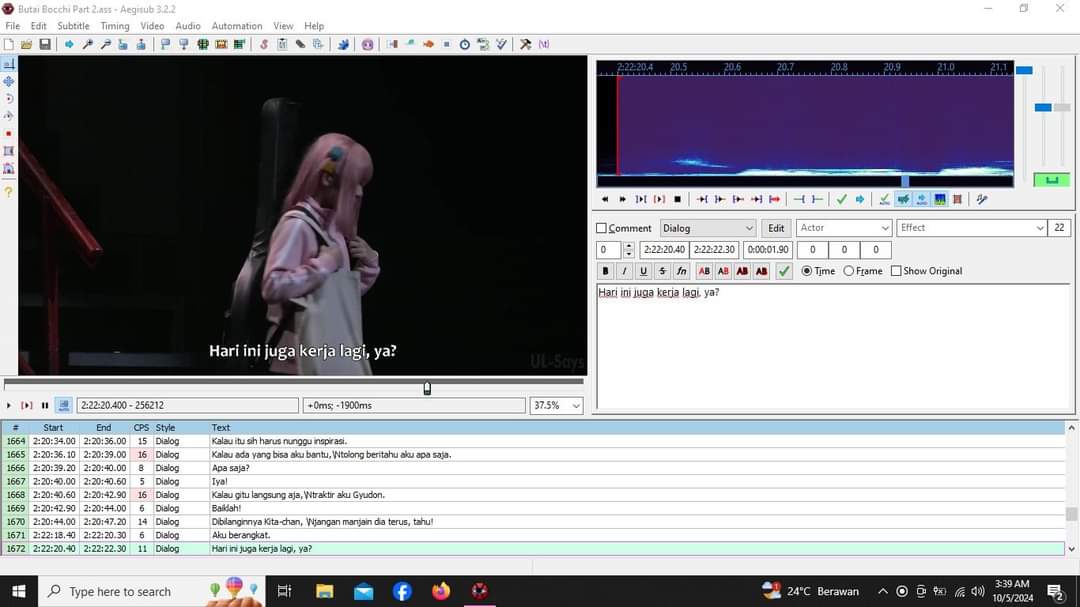 Butai Bocchi Part 2.ass - Aegisub 3.2.2
File Edit Subtitle Timing Video Audio Automation View Help
2:22:20.4 20.5 20.6 20.7 20.8 20.9 21.0 21.1
Hari ini juga kerja lagi, ya?
UL-Says
AUTO AUTO
Comment Dialog Edit Actor Effect 22
0 2:22:20.40 2:22:22.30 0:00:01.90 0 0 0
B I U S fn AB AB AB AB Time Frame Show Original
Hari ini juga kerja lagi, ya?
AUTO 2:22:20.400 - 256212 +0ms; -1900ms 37.5%
# Start End CPS Style Text
1664 2:20:34.00 2:20:36.00 15 Dialog Kalau itu sih harus nunggu inspirasi.
1665 2:20:36.10 2:20:39.00 16 Dialog Kalau ada yang bisa aku bantu,\Ntolong beritahu aku apa saja.
1666 2:20:39.20 2:20:40.00 8 Dialog Apa saja?
1667 2:20:40.00 2:20:40.60 5 Dialog Iya!
1668 2:20:40.60 2:20:42.90 16 Dialog Kalau gitu langsung aja,\Ntraktir aku Gyudon.
1669 2:20:42.90 2:20:44.00 6 Dialog Baiklah!
1670 2:20:44.00 2:20:47.20 14 Dialog Dibilanginnya Kita-chan, \Njangan manjain dia terus, tahu!
1671 2:22:18.40 2:22:20.30 6 Dialog Aku berangkat.
1672 2:22:20.40 2:22:22.30 11 Dialog Hari ini juga kerja lagi, ya?
Type here to search
24°C Berawan
3:39 AM
10/5/2024
2